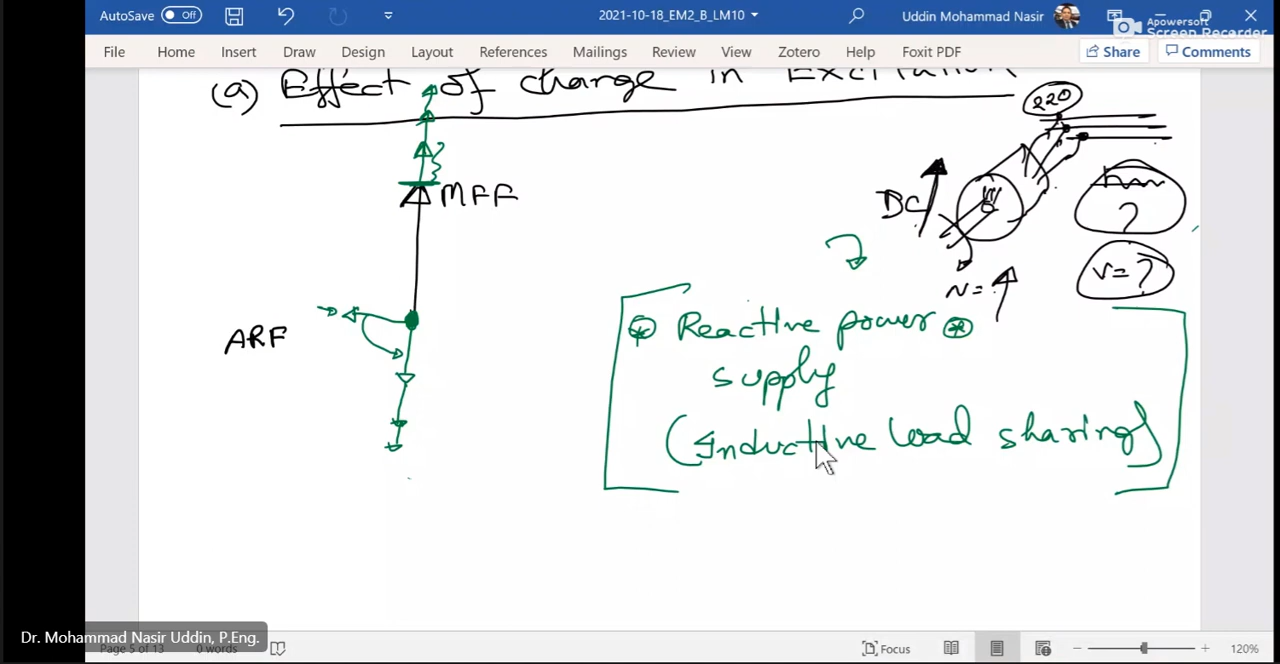 AutoSave Off 2021-10-18_EM2_B_LM10 Uddin Mohammad Nasir
Apowersoft
Screen Recorder
File Home Insert Draw Design Layout References Mailings Review View Zotero Help Foxit PDF Share Comments
(a) Effect of change in Excitation
220
MFF
DC
?
V=?
N=
ARF
Reactive power
supply
(Inductive load sharing)
Dr. Mohammad Nasir Uddin, P.Eng.
Page 5 of 13 0 words Focus 120%